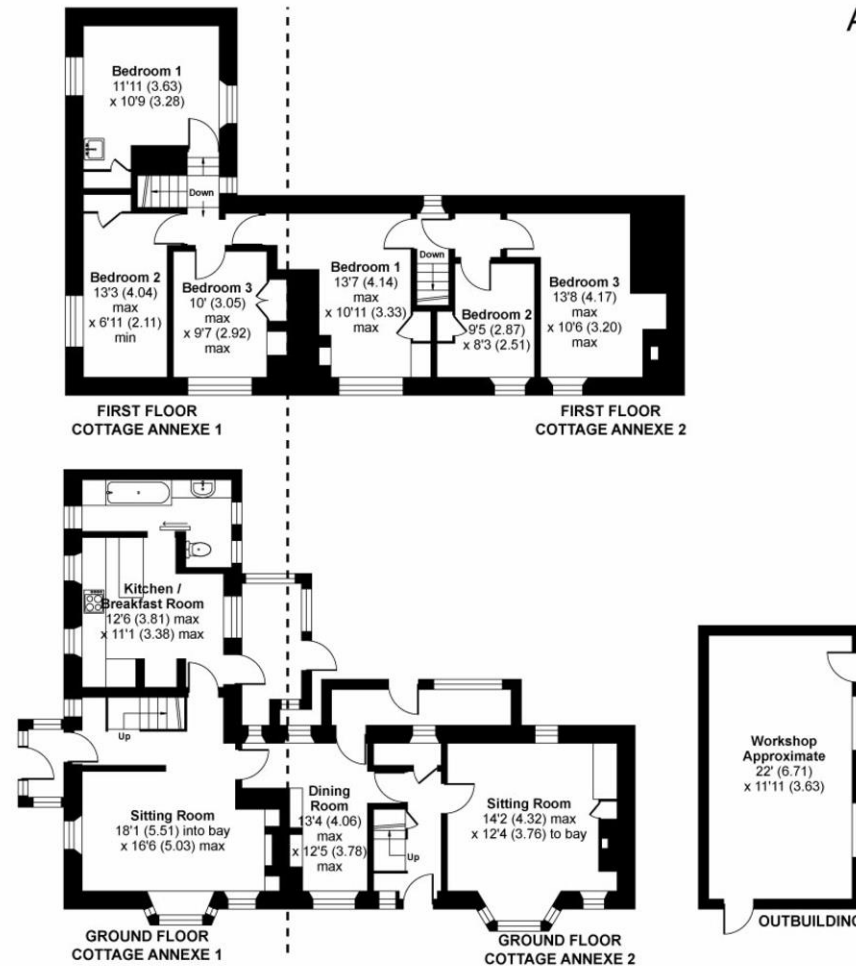 A
Bedroom 1
11'11 (3.63)
x 10'9 (3.28)
Down
Bedroom 2
13'3 (4.04)
max
x 6'11 (2.11)
min
Bedroom 3
10' (3.05)
max
x 9'7 (2.92)
max
Bedroom 1
13'7 (4.14)
max
x 10'11 (3.33)
max
Down
Bedroom 2
9'5 (2.87)
x 8'3 (2.51)
Bedroom 3
13'8 (4.17)
max
x 10'6 (3.20)
max
FIRST FLOOR
COTTAGE ANNEXE 1
FIRST FLOOR
COTTAGE ANNEXE 2
Kitchen /
Breakfast Room
12'6 (3.81) max
x 11'1 (3.38) max
Up
Sitting Room
18'1 (5.51) into bay
x 16'6 (5.03) max
Dining
Room
13'4 (4.06)
max
x 12'5 (3.78)
max
Up
Sitting Room
14'2 (4.32) max
x 12'4 (3.76) to bay
Workshop
Approximate
22' (6.71)
x 11'11 (3.63)
GROUND FLOOR
COTTAGE ANNEXE 1
GROUND FLOOR
COTTAGE ANNEXE 2
OUTBUILDING